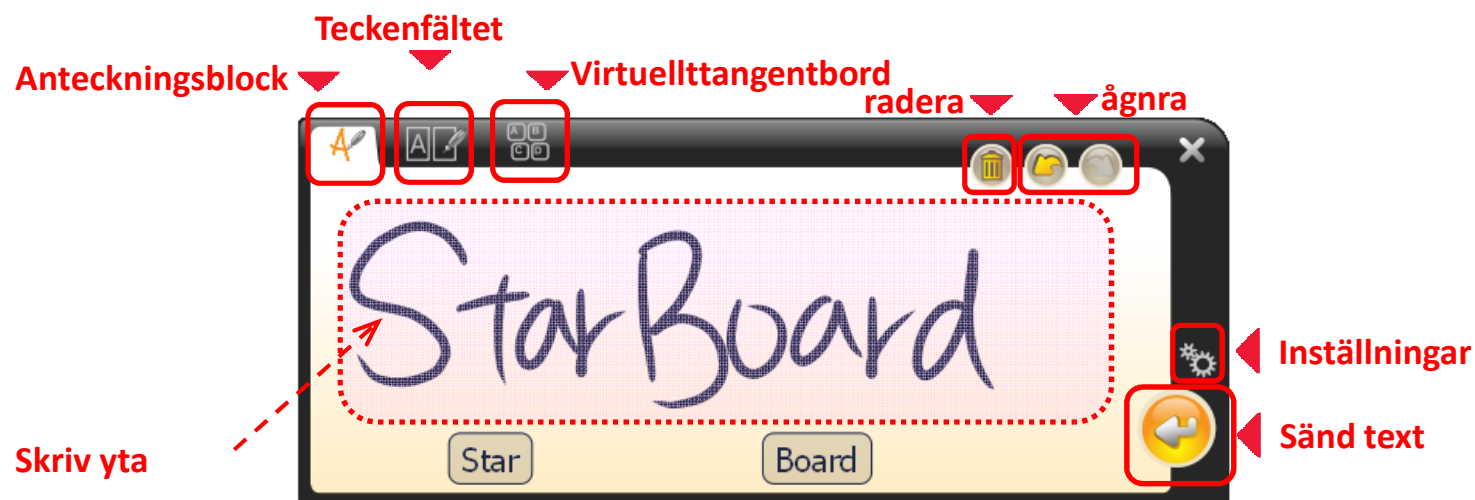 Teckenfältet
Anteckningsblock
Virtuellttangentbord
radera
ågnra
A
A
A B
C D
StarBoard
Inställningar
Sänd text
Skriv yta
Star
Board